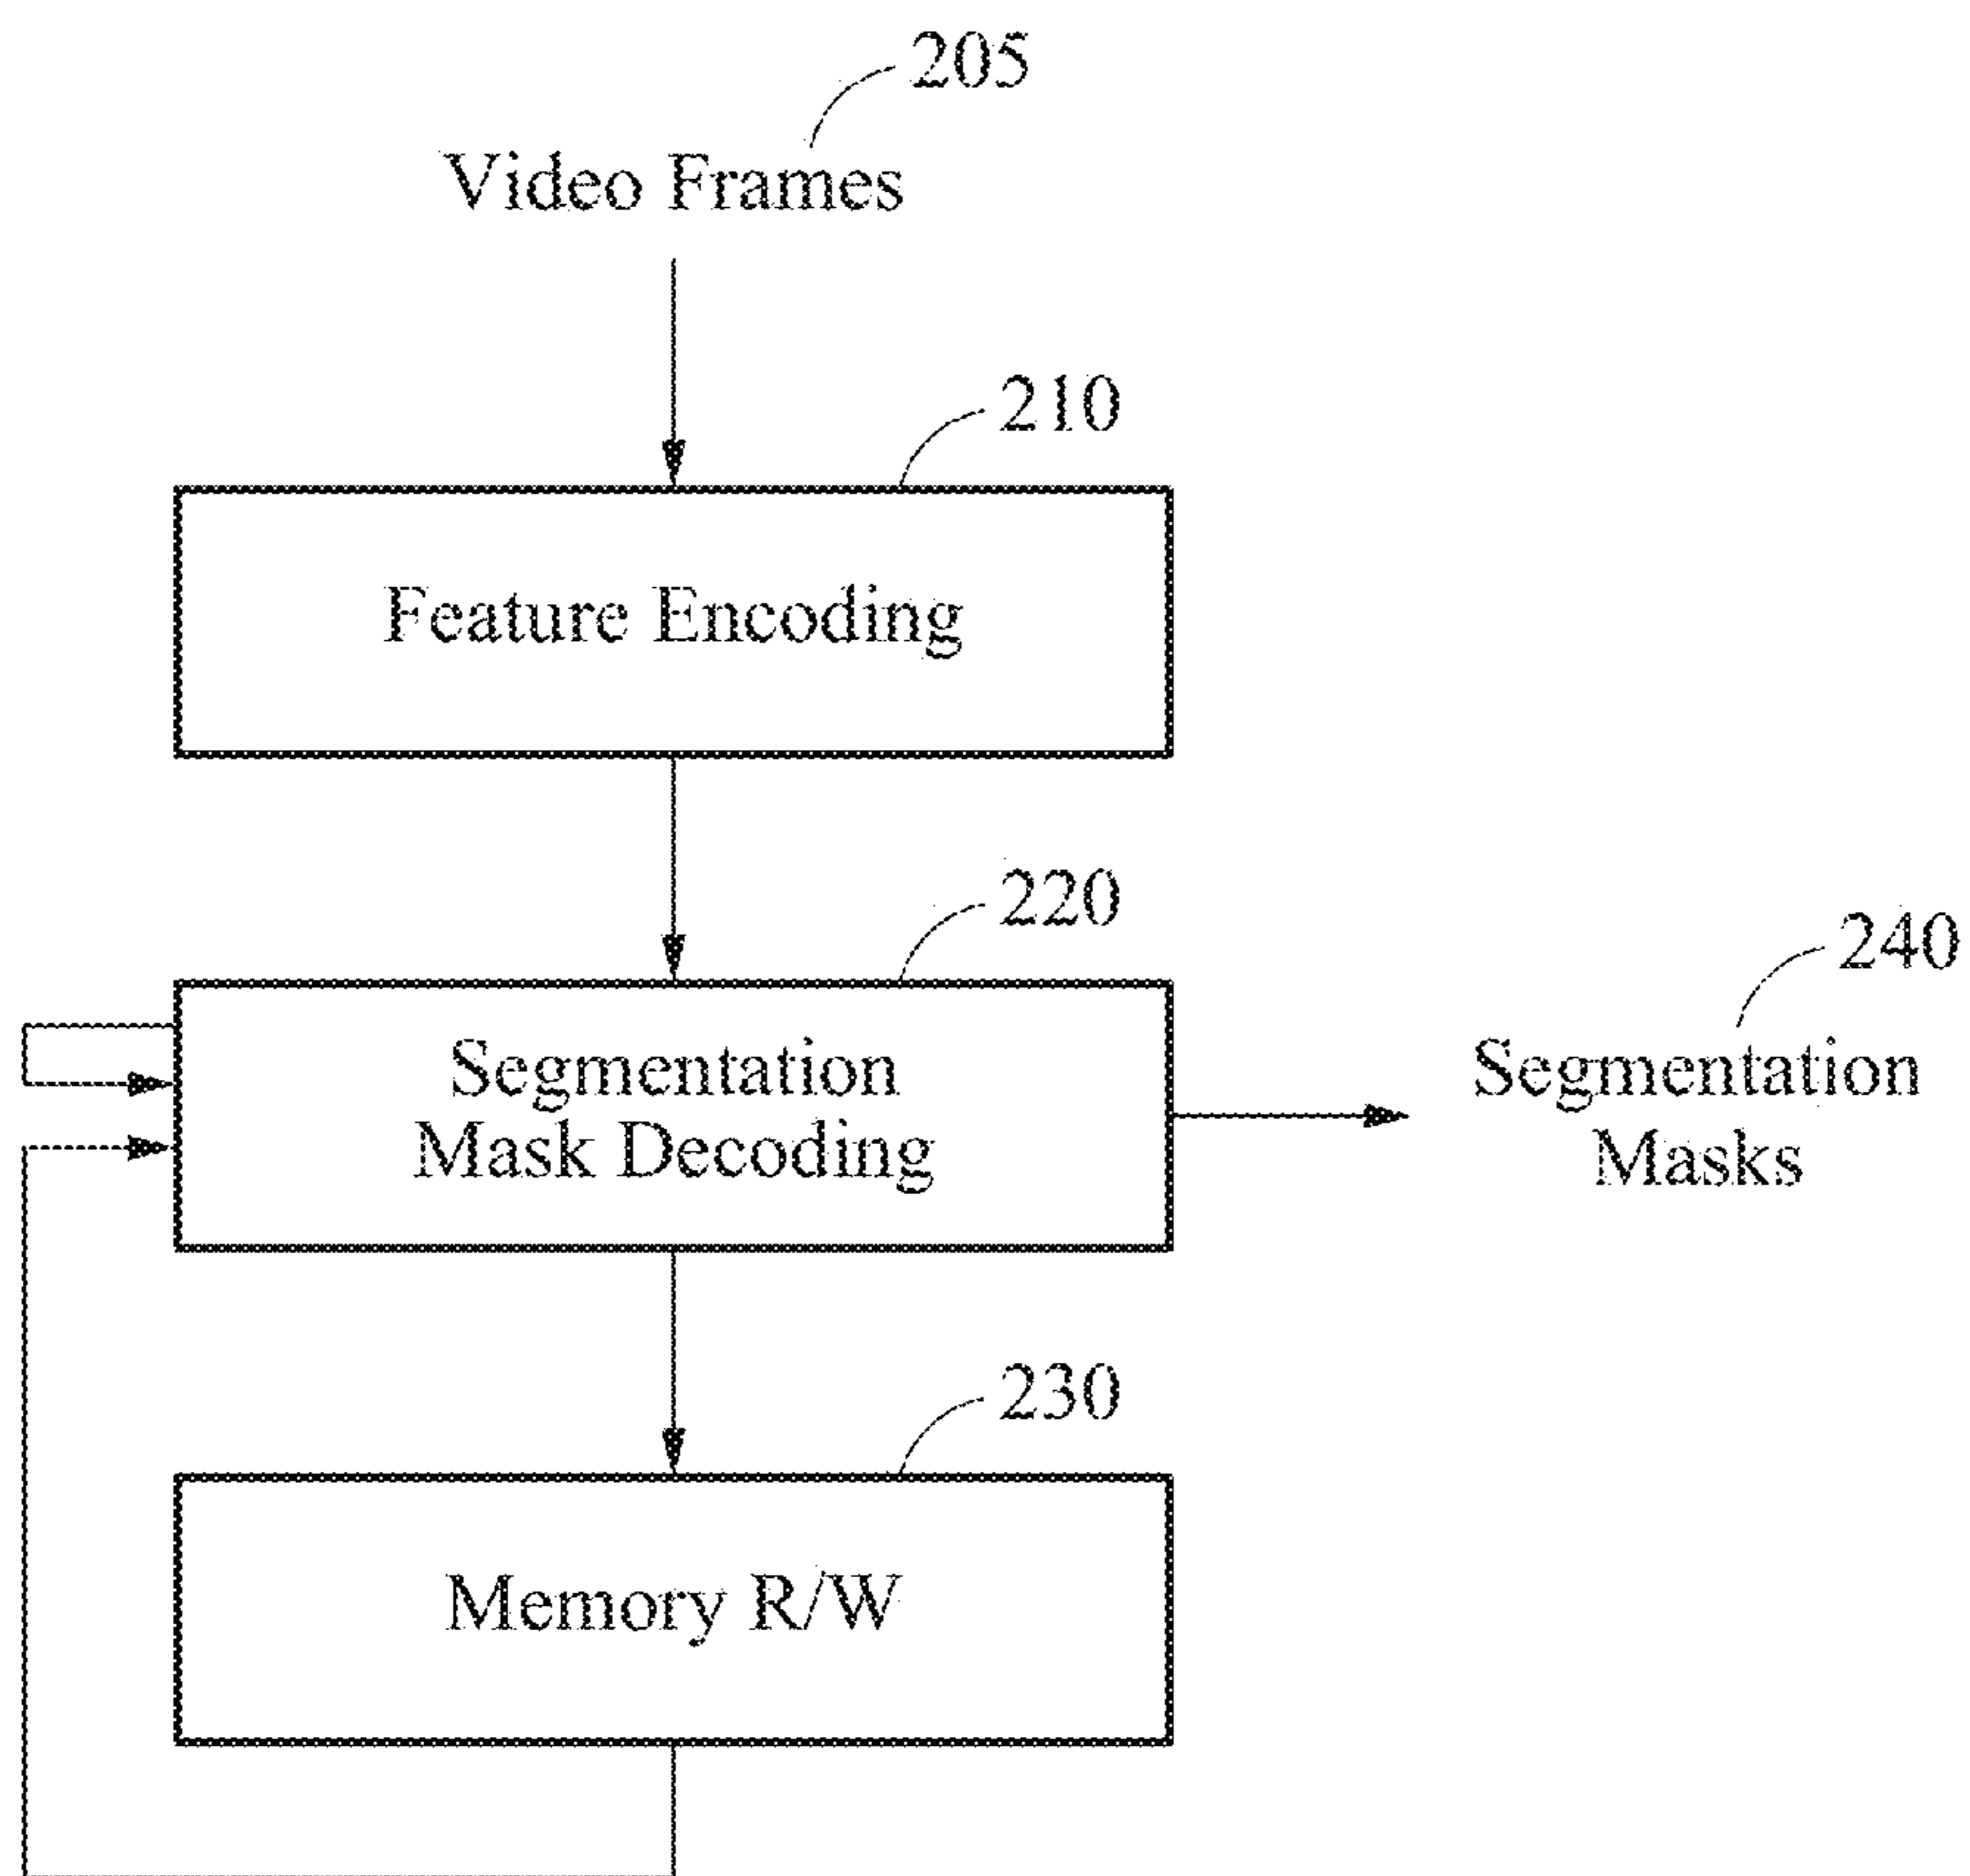 205
Video Frames
210
Feature Encoding
220
240
Segmentation
Mask Decoding
Segmentation
Masks
230
Memory R/W